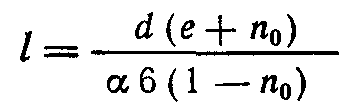 l = d (e + n₀) / α 6 (1 — n₀)